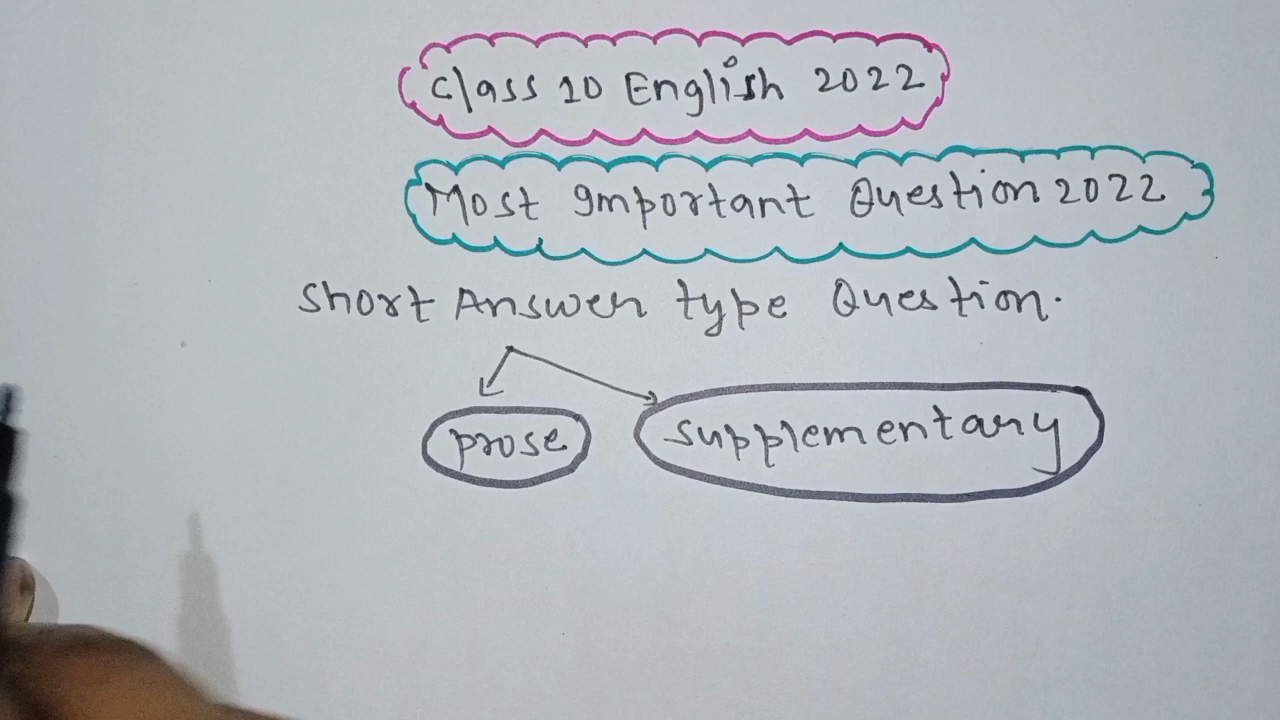 Class 10 English 2022
Most Important Question 2022
Short Answer type Question.
prose
supplementary